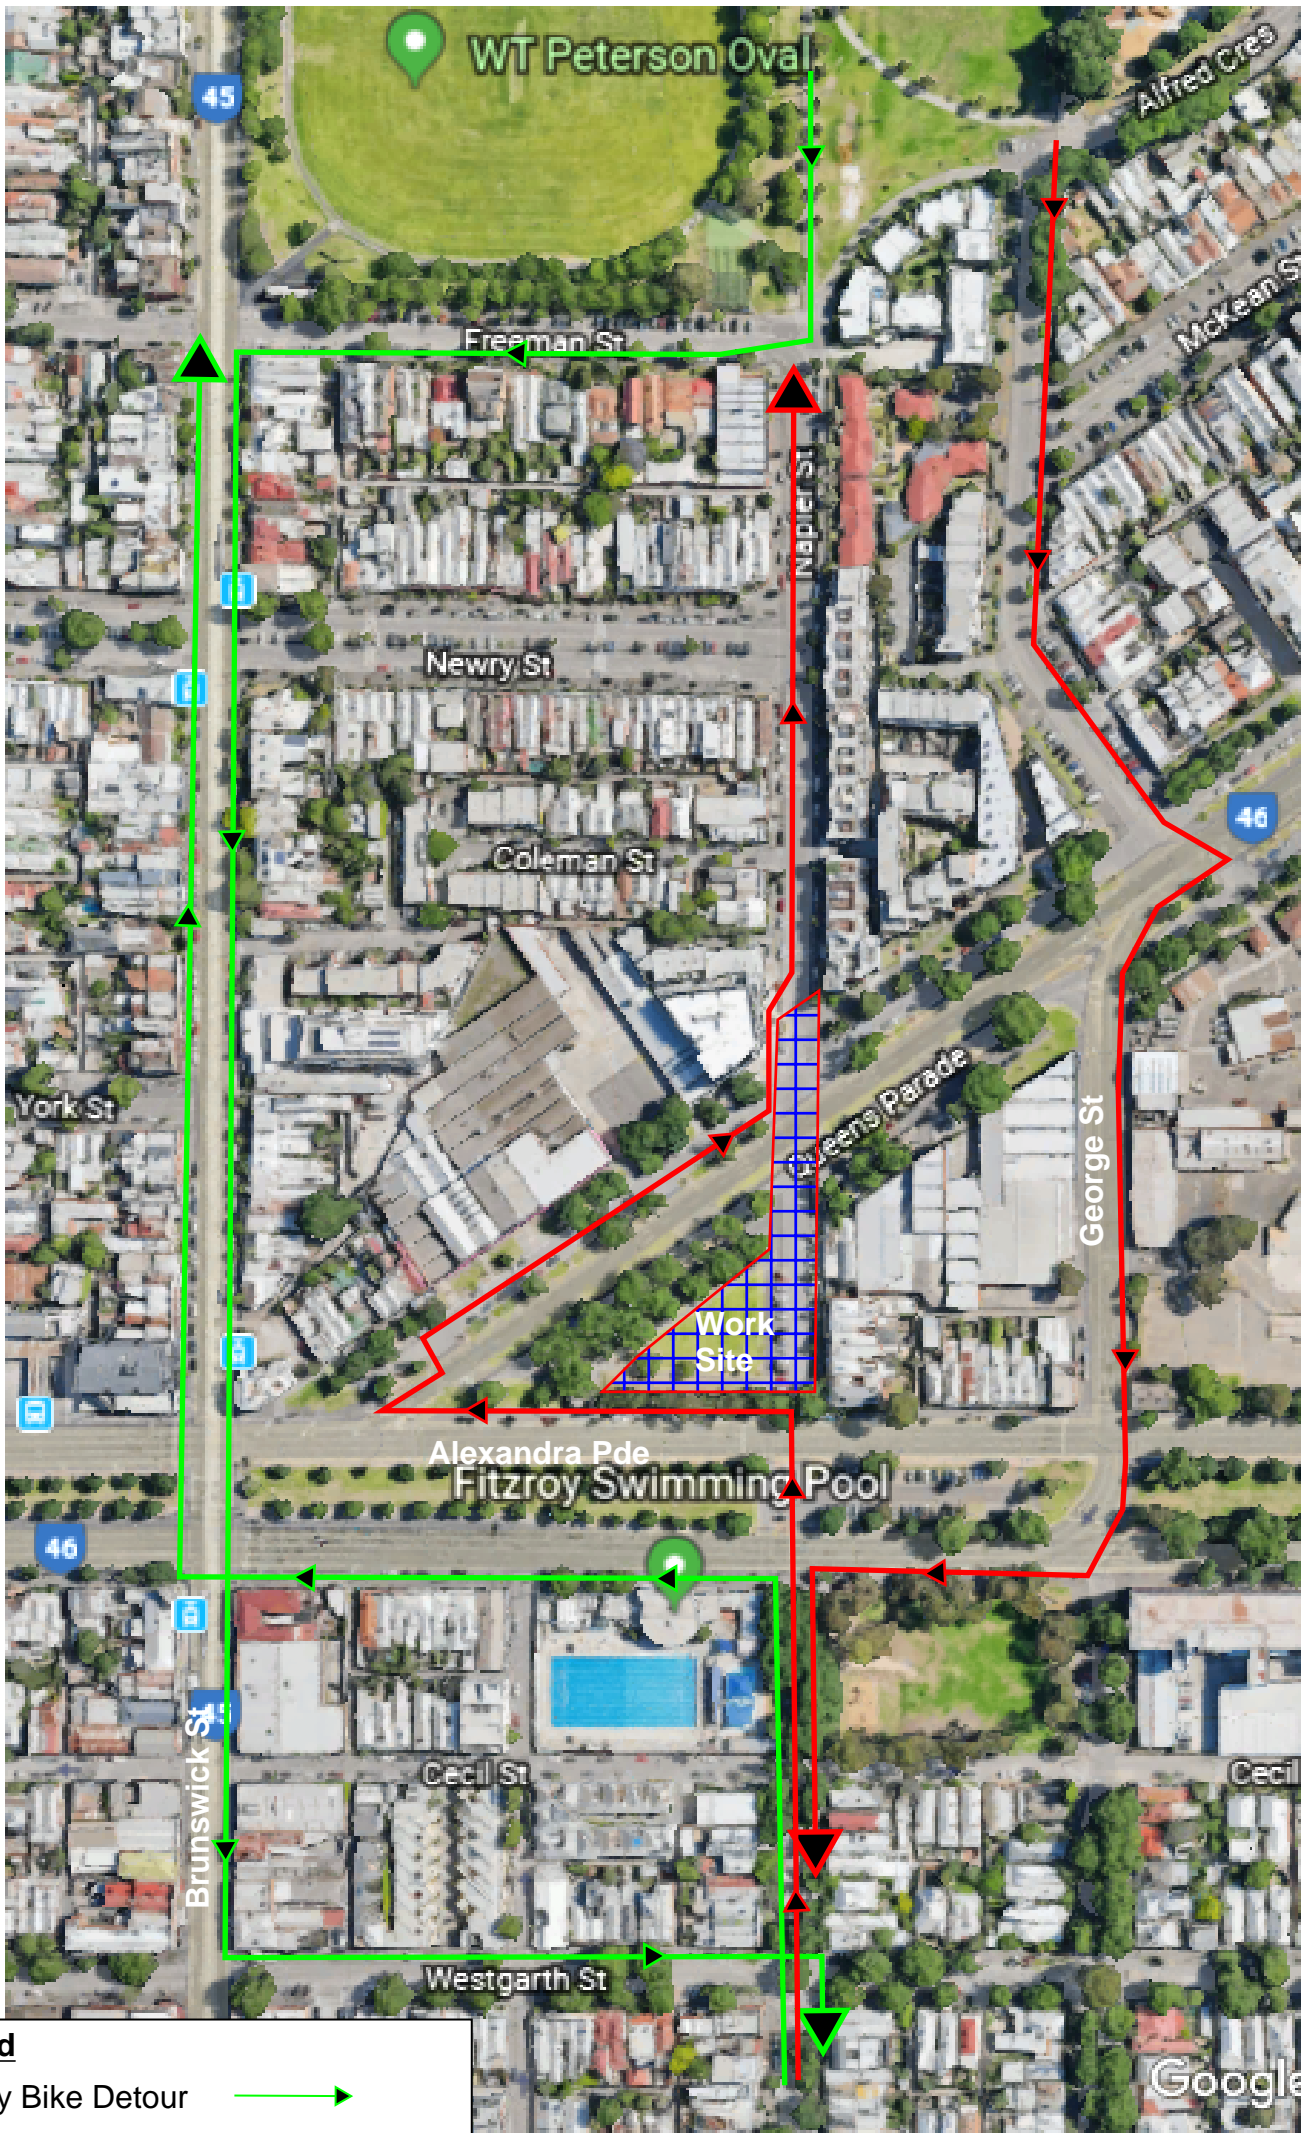 WT Peterson Oval
45
Alfred Cres
McKean St
Freeman St
Napier St
Newry St
46
Coleman St
York St
Queens Parade
George St
Work
Site
Alexandra Pde
Fitzroy Swimming Pool
46
45
Brunswick St
Cecil St
Cecil
Westgarth St
d
y Bike Detour
Google